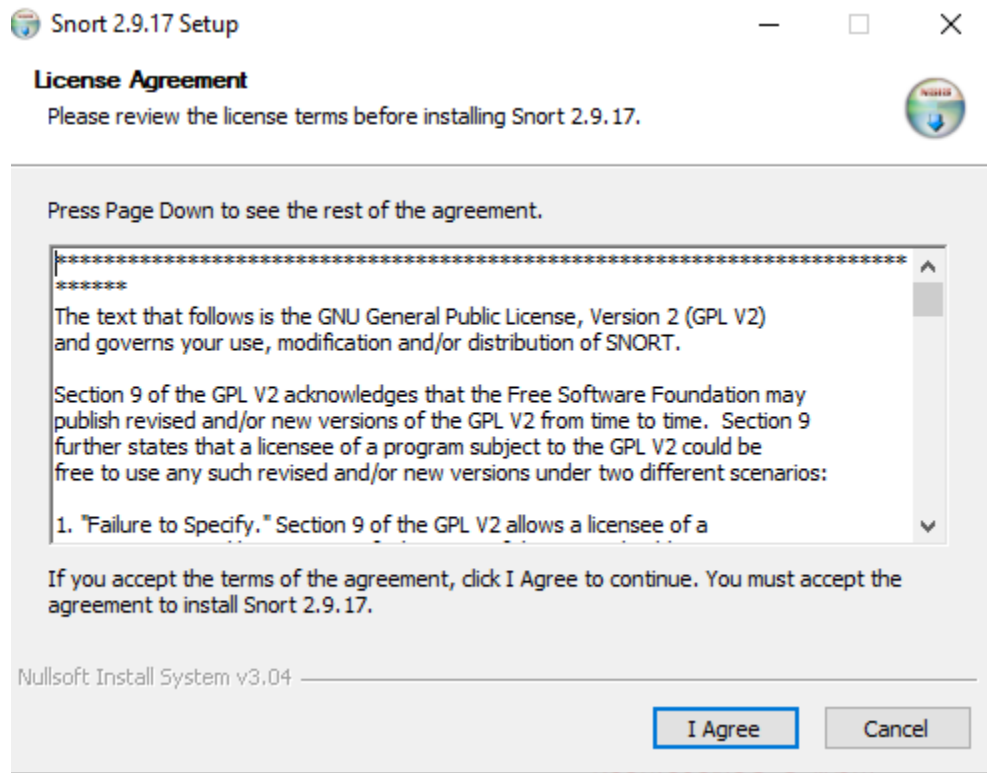 Snort 2.9.17 Setup
License Agreement
Please review the license terms before installing Snort 2.9.17.
Press Page Down to see the rest of the agreement.
***********************************************************************
******
The text that follows is the GNU General Public License, Version 2 (GPL V2)
and governs your use, modification and/or distribution of SNORT.
Section 9 of the GPL V2 acknowledges that the Free Software Foundation may
publish revised and/or new versions of the GPL V2 from time to time.  Section 9
further states that a licensee of a program subject to the GPL V2 could be
free to use any such revised and/or new versions under two different scenarios:
1. "Failure to Specify." Section 9 of the GPL V2 allows a licensee of a
If you accept the terms of the agreement, click I Agree to continue. You must accept the
agreement to install Snort 2.9.17.
Nullsoft Install System v3.04
I Agree
Cancel